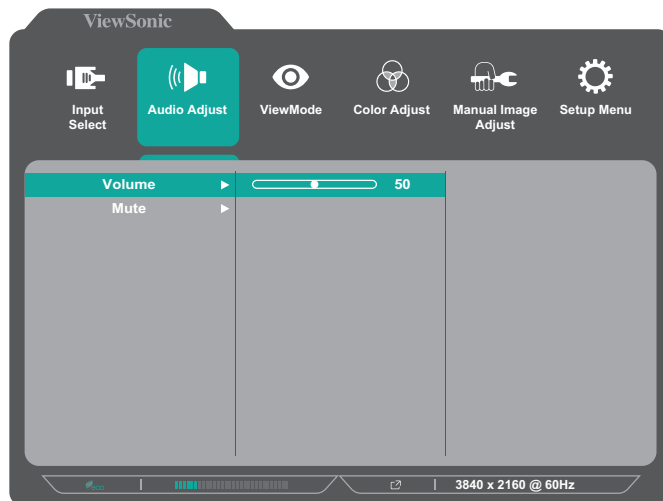 ViewSonic
Input
Select
Audio Adjust
ViewMode
Color Adjust
Manual Image
Adjust
Setup Menu
Volume
50
Mute
eco
3840 x 2160 @ 60Hz